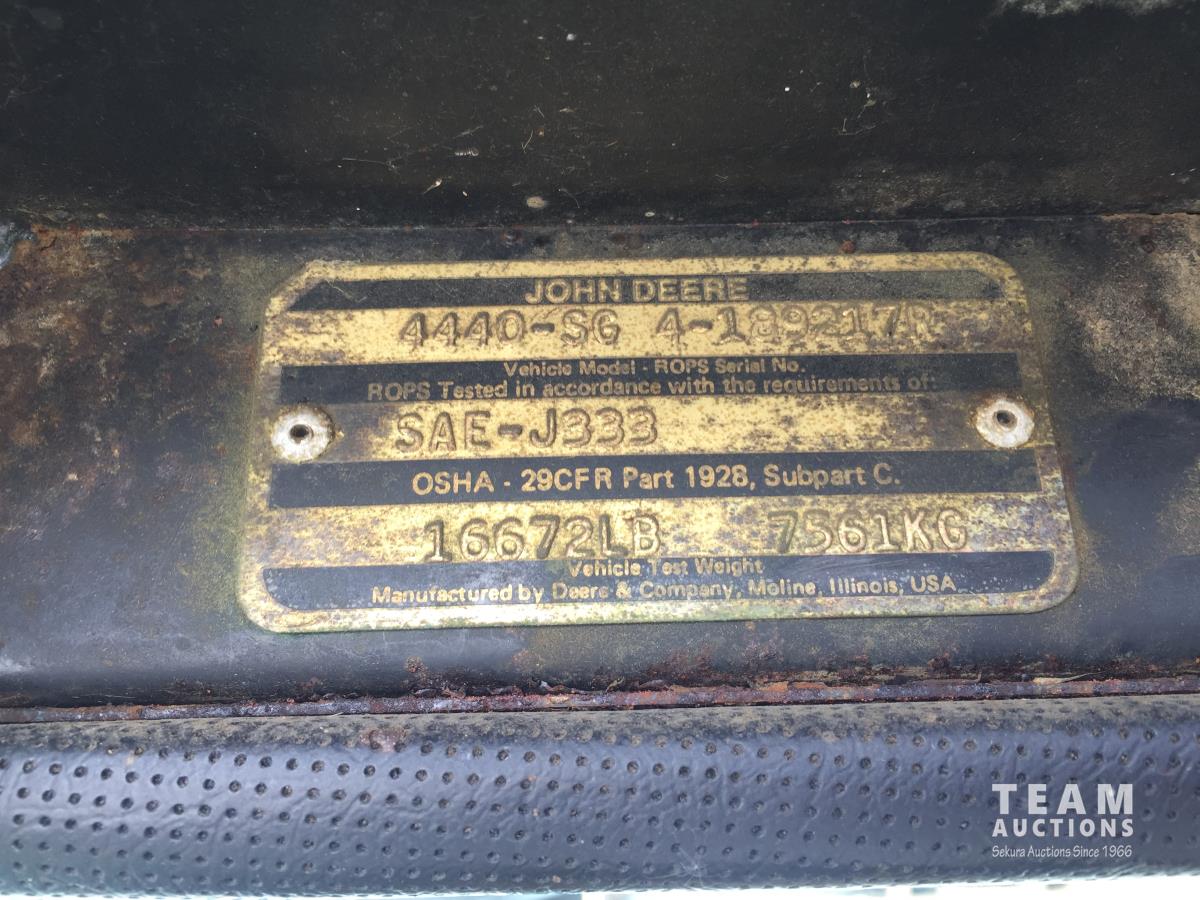 JOHN DEERE
4440-SG 4-189217R
Vehicle Model - ROPS Serial No.
ROPS Tested in accordance with the requirements of:
SAE-J333
OSHA - 29CFR Part 1928, Subpart C.
16672LB 7561KG
Vehicle Test Weight
Manufactured by Deere & Company, Moline, Illinois, USA
TEAM
AUCTIONS
Sekura Auctions Since 1966